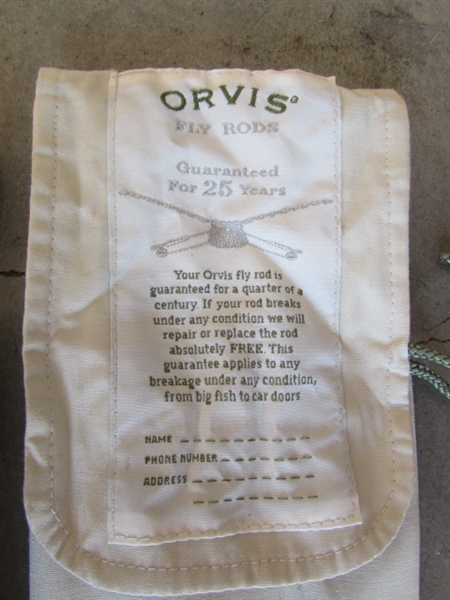 ORVIS®
FLY RODS
Guaranteed
For 25 Years
Your Orvis fly rod is
guaranteed for a quarter of a
century. If your rod breaks
under any condition we will
repair or replace the rod
absolutely FREE. This
guarantee applies to any
breakage under any condition,
from big fish to car doors.
NAME
PHONE NUMBER
ADDRESS